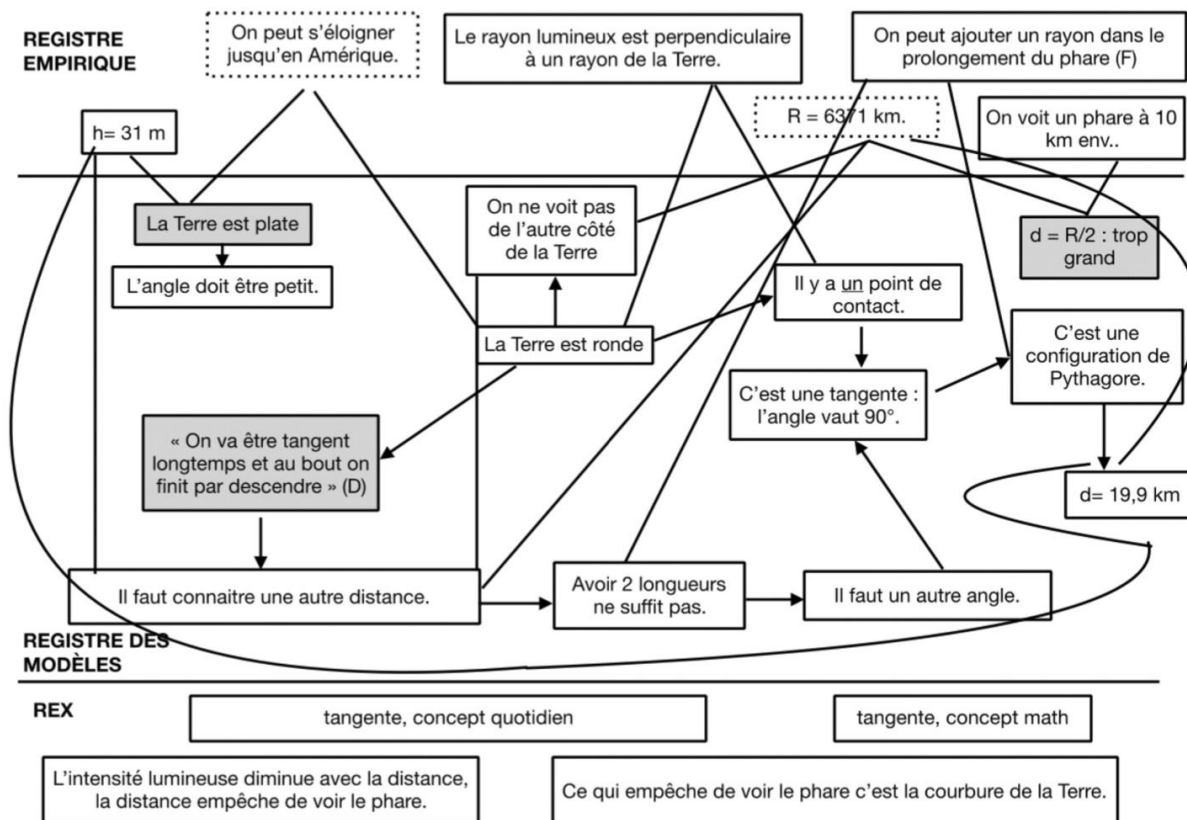 REGISTRE
EMPIRIQUE
On peut s’éloigner
jusqu’en Amérique.
Le rayon lumineux est perpendiculaire
à un rayon de la Terre.
On peut ajouter un rayon dans le
prolongement du phare (F)
h= 31 m
R = 6371 km.
On voit un phare à 10
km env..
La Terre est plate
L’angle doit être petit.
On ne voit pas
de l’autre côté
de la Terre
d = R/2 : trop
grand
Il y a un point de
contact.
La Terre est ronde
C’est une
configuration de
Pythagore.
C’est une tangente :
l’angle vaut 90°.
« On va être tangent
longtemps et au bout on
finit par descendre » (D)
d= 19,9 km
Il faut connaitre une autre distance.
Avoir 2 longueurs
ne suffit pas.
Il faut un autre angle.
REGISTRE DES
MODÈLES
REX
tangente, concept quotidien
tangente, concept math
L’intensité lumineuse diminue avec la distance,
la distance empêche de voir le phare.
Ce qui empêche de voir le phare c’est la courbure de la Terre.